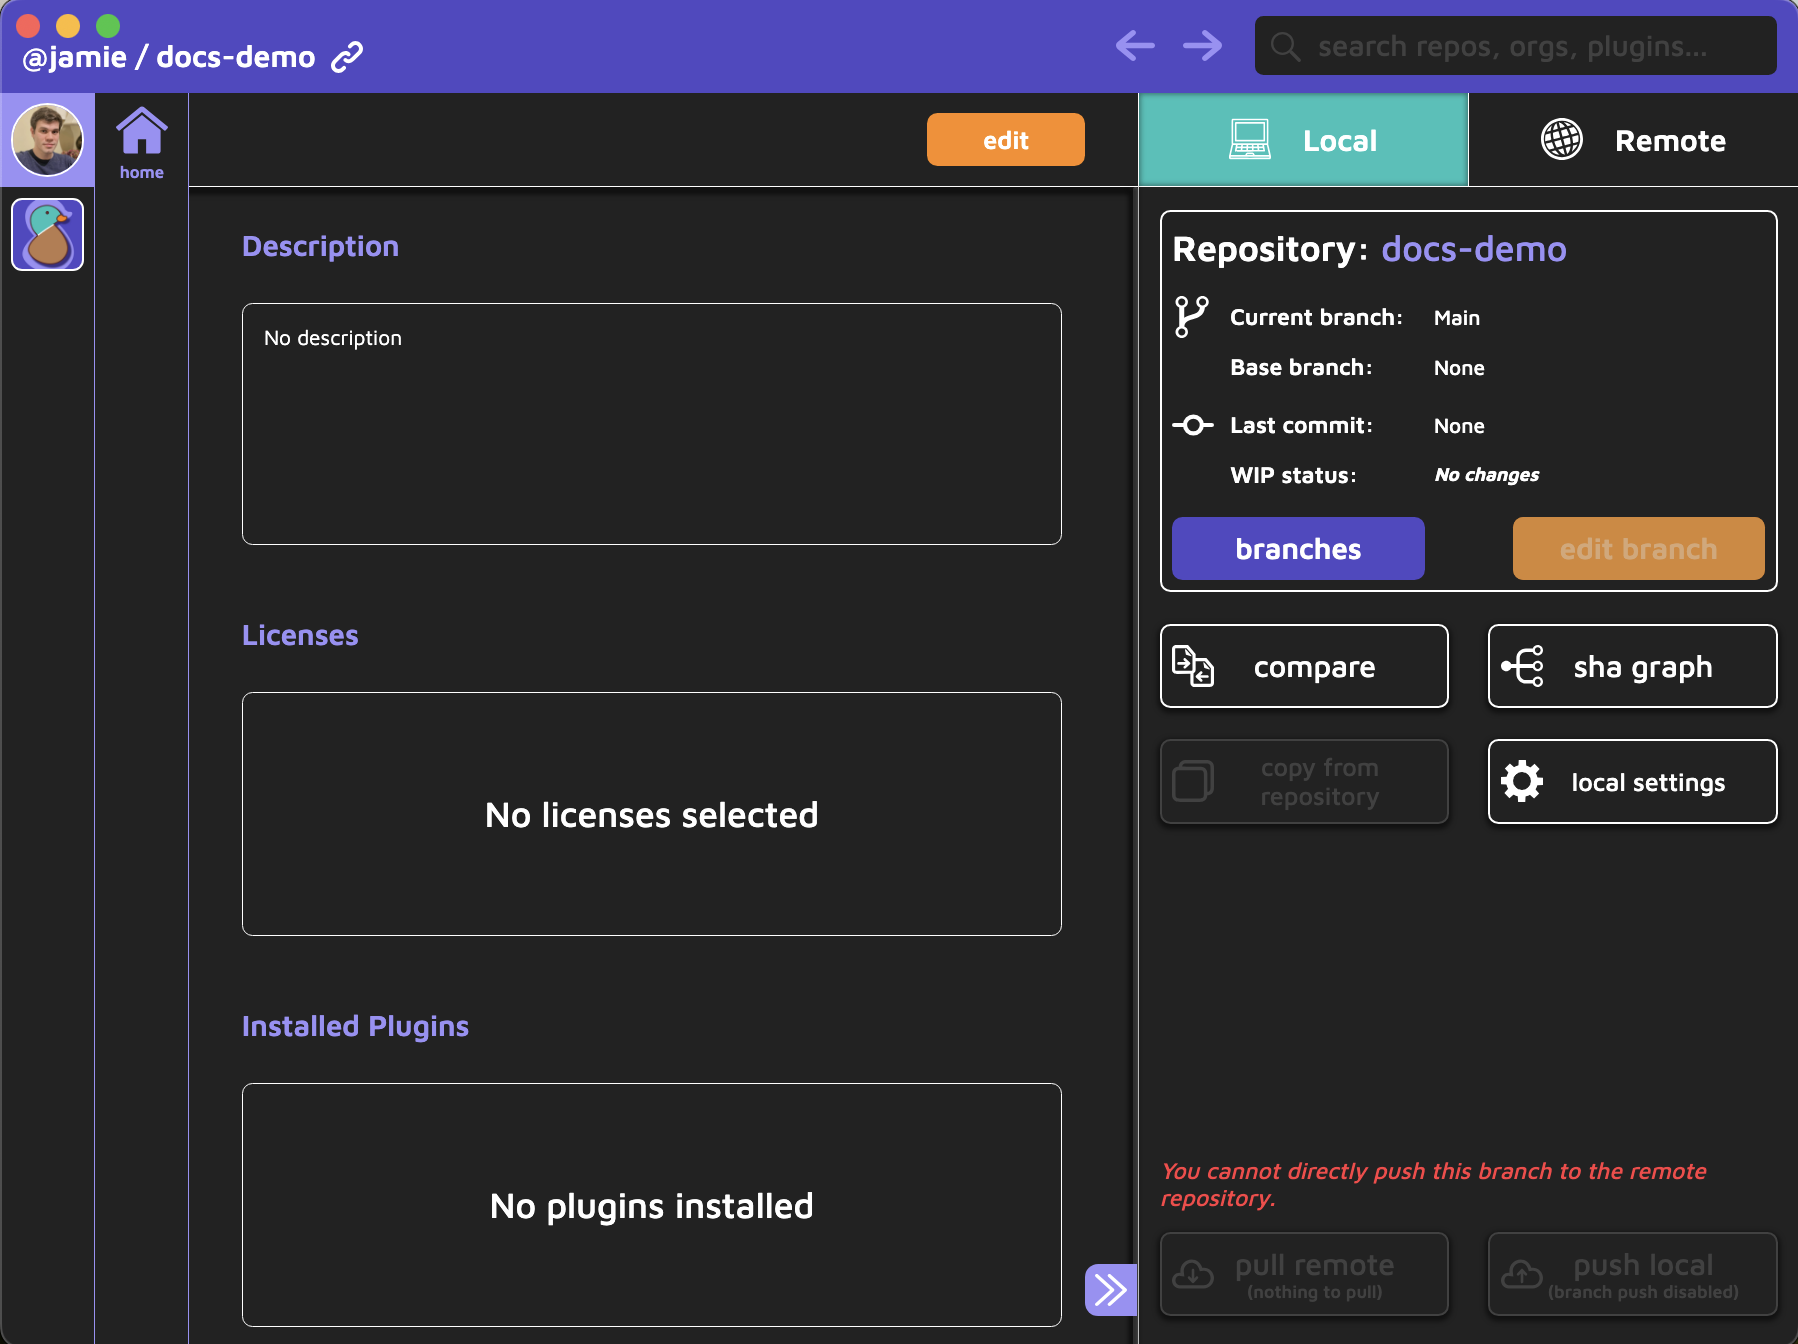 @jamie / docs-demo
search repos, orgs, plugins...
home
edit
Local
Remote
Description
No description
Licenses
No licenses selected
Installed Plugins
No plugins installed
Repository: docs-demo
Current branch: Main
Base branch: None
Last commit: None
WIP status: No changes
branches
edit branch
compare
sha graph
copy from
repository
local settings
You cannot directly push this branch to the remote
repository.
pull remote
(nothing to pull)
push local
(branch push disabled)